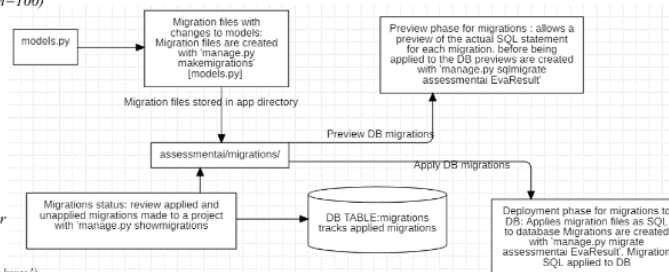 =100)
models.py
Migration files with
changes to models:
Migration files are created
with 'manage.py
makemigrations'
[models.py]
Preview phase for migrations : allows a
preview of the actual SQL statement
for each migration. before being
applied to the DB previews are created
with 'manage.py sqlmigrate
assessmentai EvaResult'
Migration files stored in app directory
Preview DB migrations
assessmentai/migrations/
Apply DB migrations
Migrations status: review applied and
unapplied migrations made to a project
with 'manage.py showmigrations
DB TABLE:migrations
tracks applied migrations
Deployment phase for migrations to
DB: Applies migration files as SQL
to database Migrations are created
with 'manage.py migrate
assessmentai EvaResult'. Migration
SQL applied to DB
r